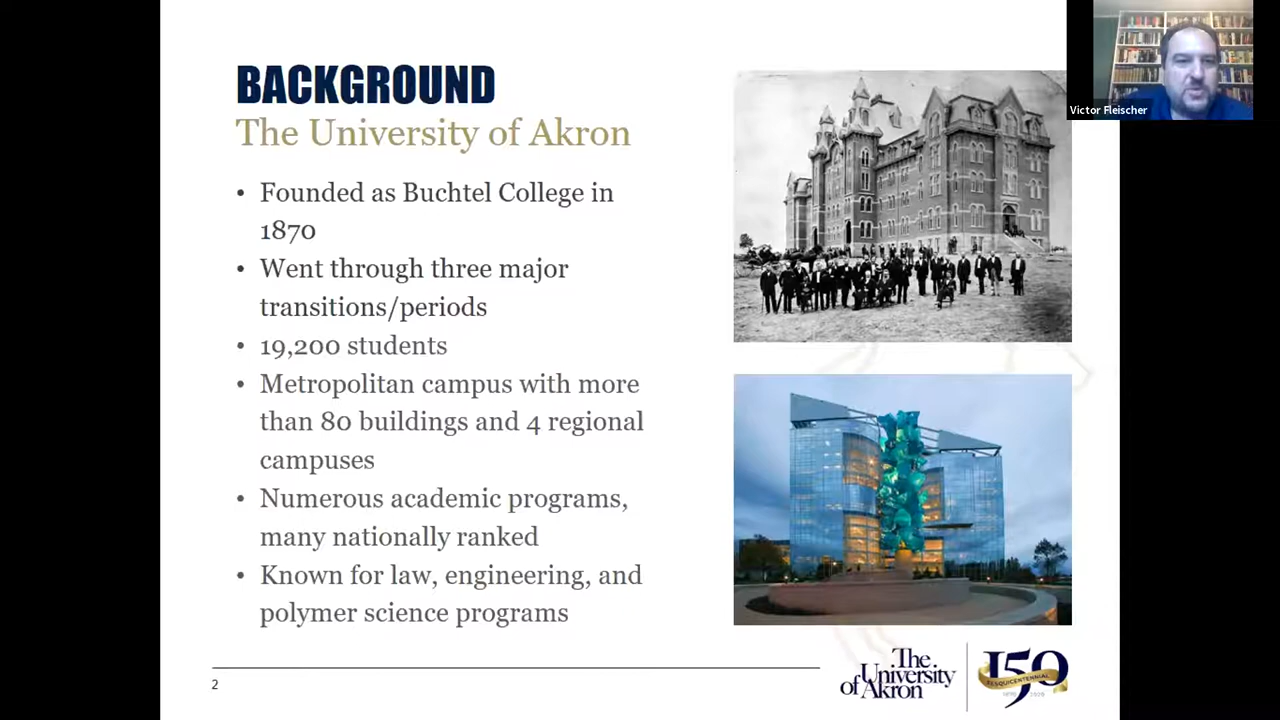 BACKGROUND
The University of Akron
• Founded as Buchtel College in
1870
• Went through three major
transitions/periods
• 19,200 students
• Metropolitan campus with more
than 80 buildings and 4 regional
campuses
• Numerous academic programs,
many nationally ranked
• Known for law, engineering, and
polymer science programs
Victor Fleischer
2
The
University
of Akron
150
SESQUICENTENNIAL